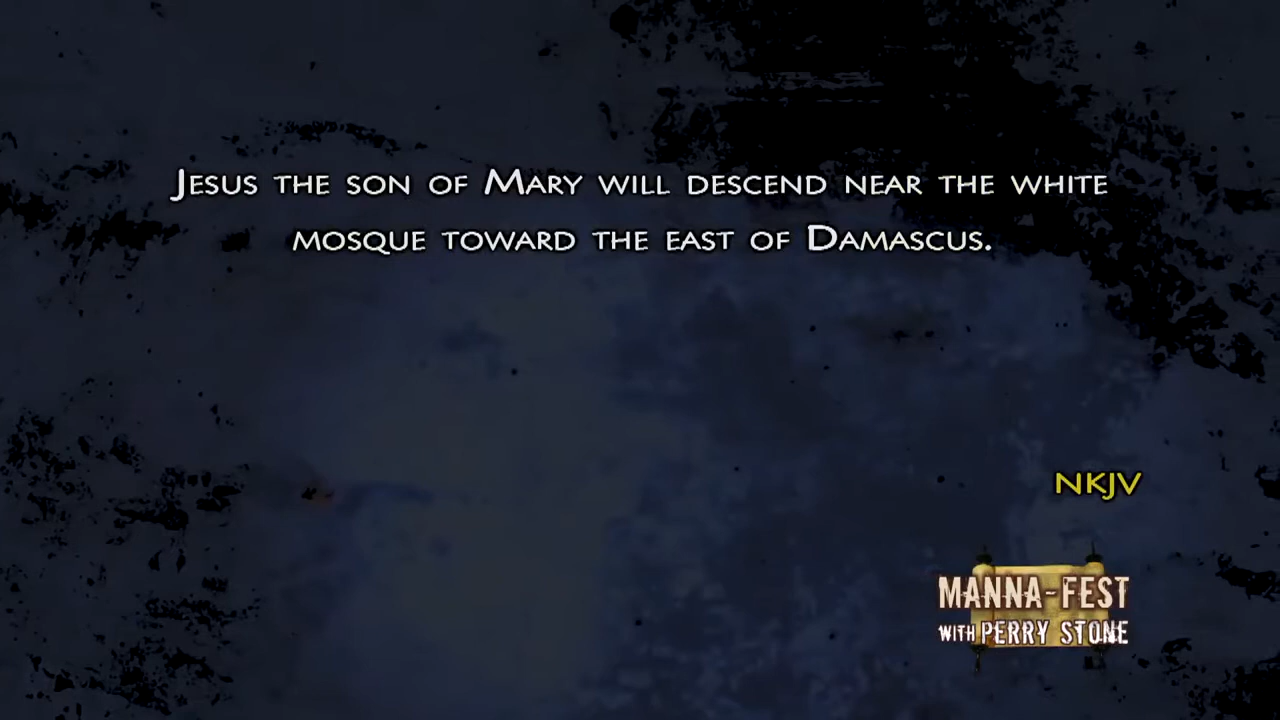 Jesus the son of Mary will descend near the white
mosque toward the east of Damascus.
NKJV
MANNA-FEST
WITH PERRY STONE